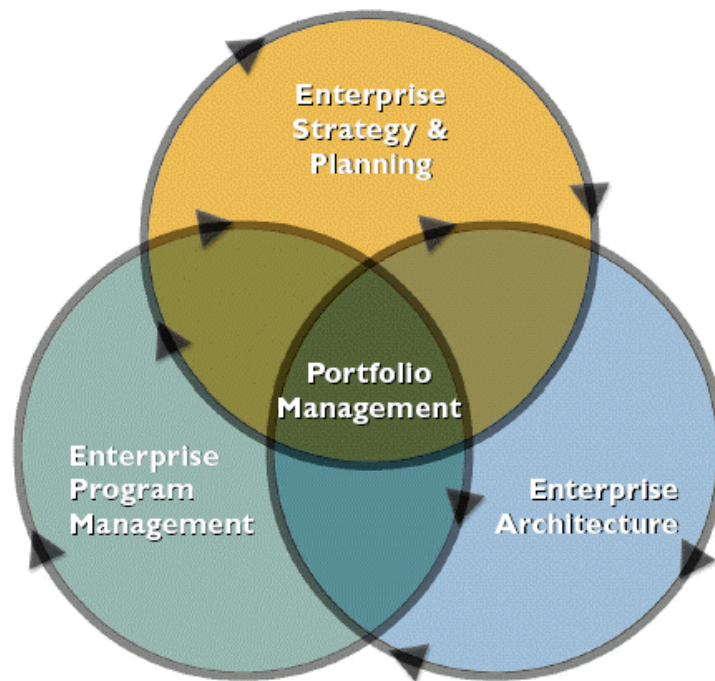 Enterprise
Strategy &
Planning
Portfolio
Management
Enterprise
Program
Management
Enterprise
Architecture